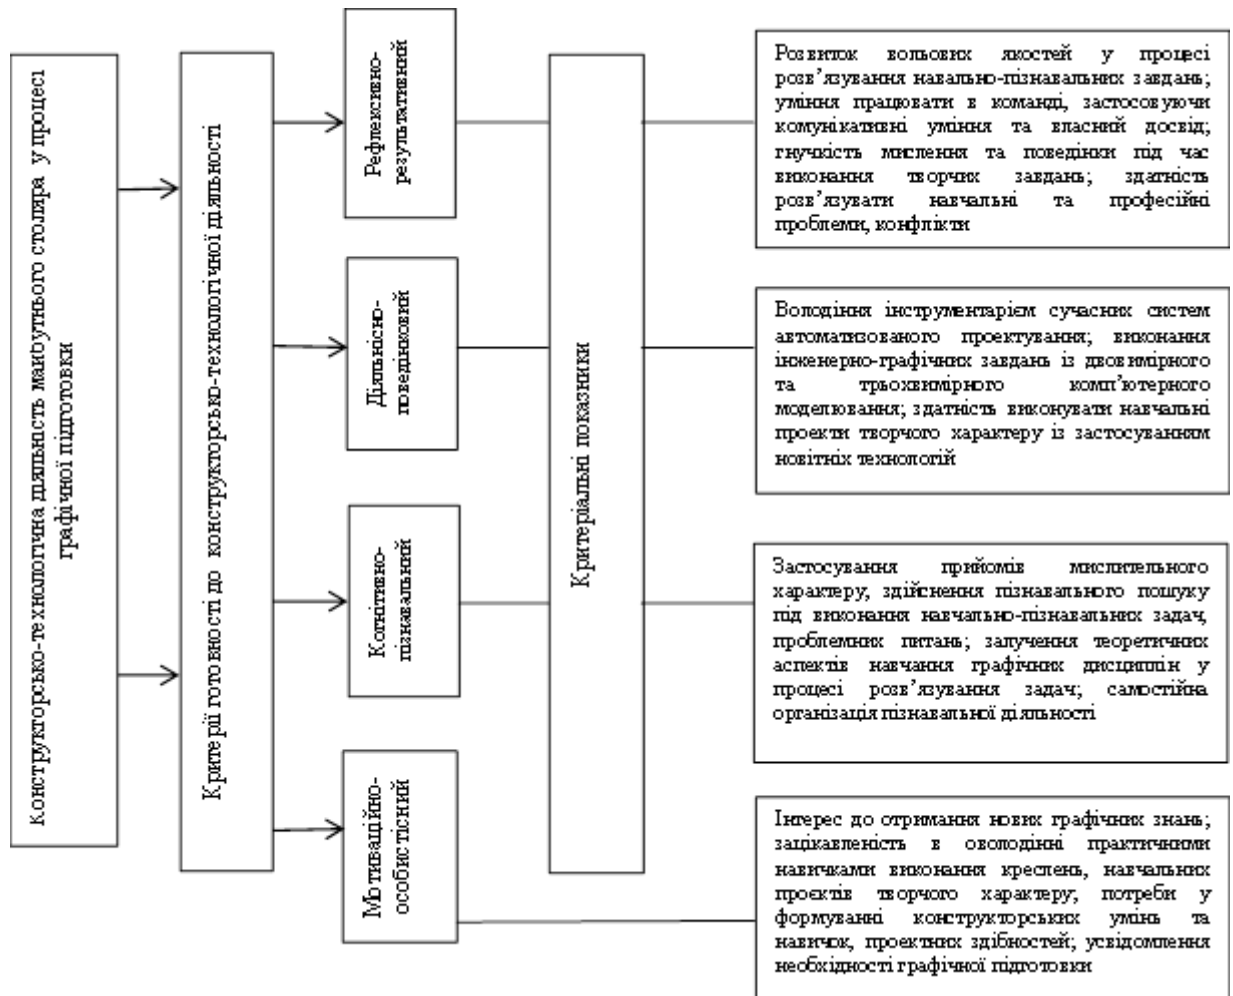 Конструкторсько-технологічна діяльність майбутнього столяра у процесі
графічної підготовки
Критерії готовності до конструкторсько-технологічної діяльності
Рефлексивно-
результативний
Діяльнісно-
поведінковий
Когнітивно-
пізнавальний
Мотиваційно-
особистісний
Критеріальні показники
Розвиток вольових якостей у процесі
розв’язування навально-пізнавальних завдань;
уміння працювати в команді, застосовуючи
комунікативні уміння та власний досвід;
гнучкість мислення та поведінки під час
виконання творчих завдань; здатність
розв’язувати навчальні та професійні
проблеми, конфлікти
Володіння інструментарієм сучасних систем
автоматизованого проектування; виконання
інженерно-графічних завдань із двовимірного
та трьохвимірного комп’ютерного
моделювання; здатність виконувати навчальні
проекти творчого характеру із застосуванням
новітніх технологій
Застосування прийомів мислительного
характеру; здійснення пізнавального пошуку
під виконання навчально-пізнавальних задач,
проблемних питань; залучення теоретичних
аспектів навчання графічних дисциплін у
процесі розв’язування задач; самостійна
організація пізнавальної діяльності
Інтерес до отримання нових графічних знань;
зацікавленість в оволодінні практичними
навичками виконання креслень, навчальних
проєктів творчого характеру; потреби у
формуванні конструкторських умінь та
навичок, проектних здібностей; усвідомлення
необхідності графічної підготовки